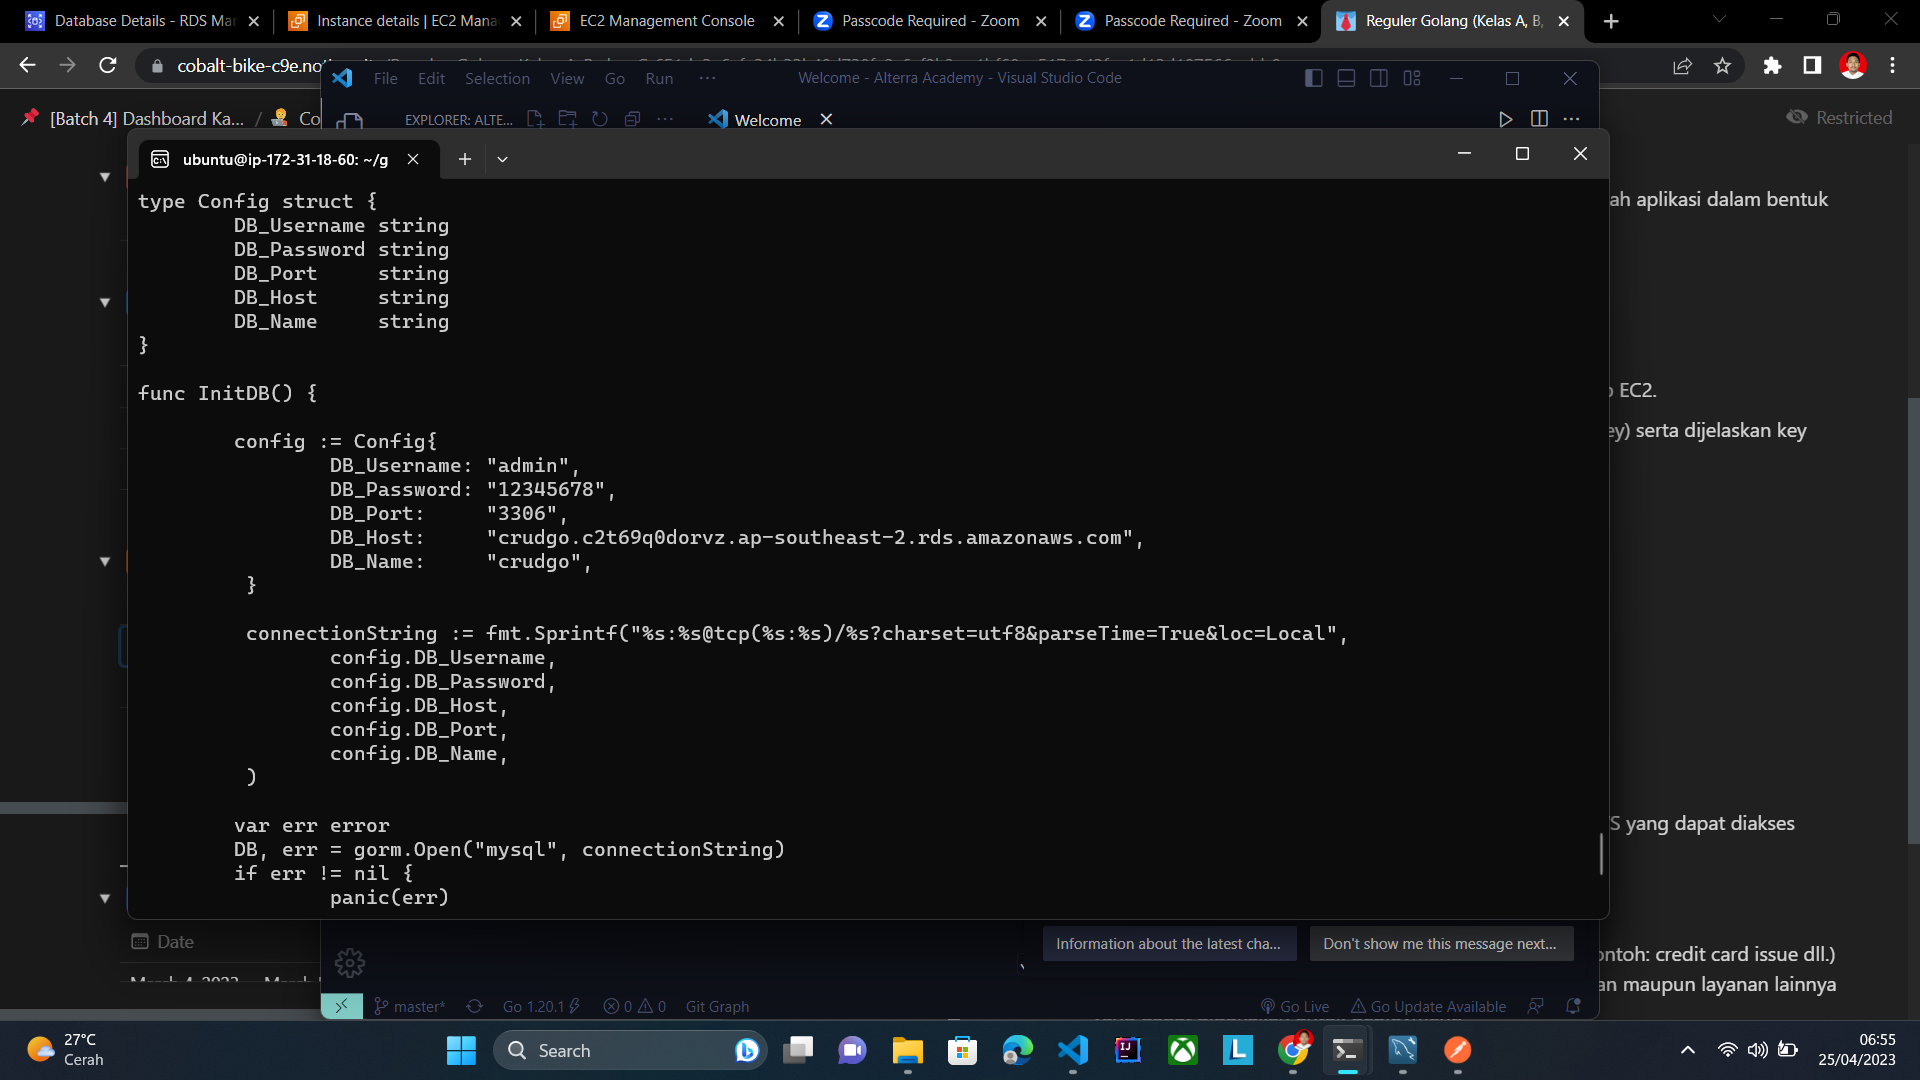 Database Details - RDS Mar
Instance details | EC2 Mana
EC2 Management Console
Passcode Required - Zoom
Passcode Required - Zoom
Reguler Golang (Kelas A, B,
cobalt-bike-c9e.no
File Edit Selection View Go Run ···
Welcome - Alterra Academy - Visual Studio Code
[Batch 4] Dashboard Ka... / Co
EXPLORER: ALTE...
Welcome
Restricted
ubuntu@ip-172-31-18-60: ~/g
type Config struct {
DB_Username string
DB_Password string
DB_Port string
DB_Host string
DB_Name string
}
func InitDB() {
config := Config{
DB_Username: "admin",
DB_Password: "12345678",
DB_Port: "3306",
DB_Host: "crudgo.c2t69q0dorvz.ap-southeast-2.rds.amazonaws.com",
DB_Name: "crudgo",
}
connectionString := fmt.Sprintf("%s:%s@tcp(%s:%s)/%s?charset=utf8&parseTime=True&loc=Local",
config.DB_Username,
config.DB_Password,
config.DB_Host,
config.DB_Port,
config.DB_Name,
)
var err error
DB, err = gorm.Open("mysql", connectionString)
if err != nil {
panic(err)
ah aplikasi dalam bentuk
EC2.
ey) serta dijelaskan key
S yang dapat diakses
Date
Information about the latest cha...
Don't show me this message next...
ontoh: credit card issue dll.)
an maupun layanan lainnya
master* Go 1.20.1 0 0 Git Graph
Go Live Go Update Available
27°C
Cerah
Search
06:55
25/04/2023